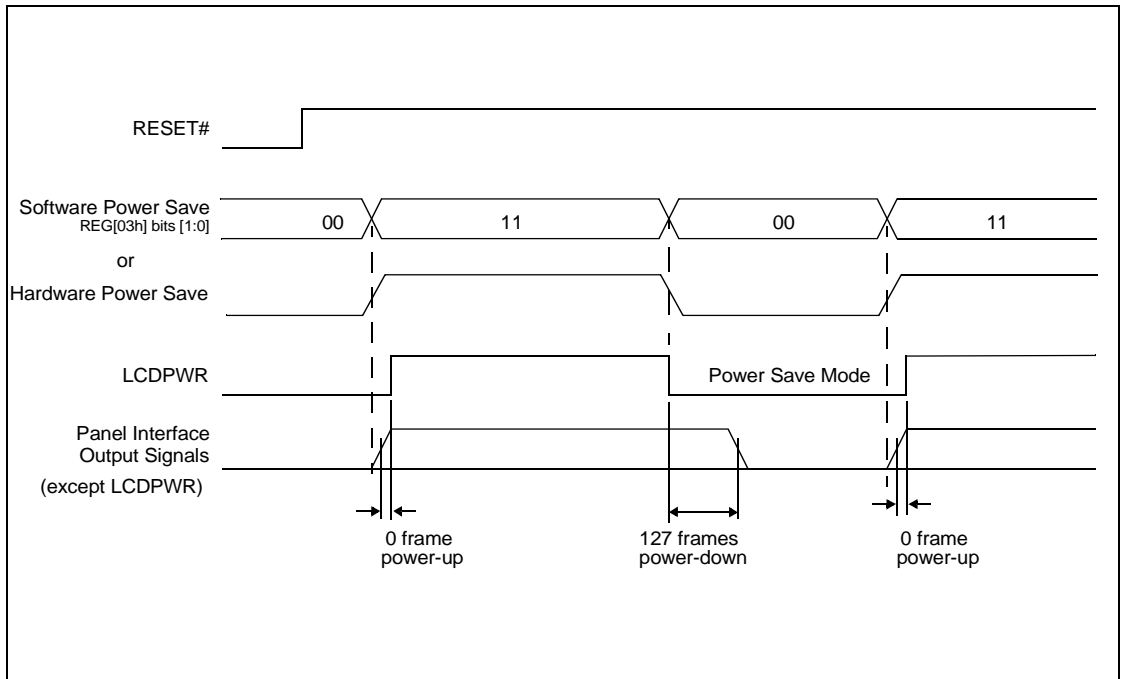 RESET#
Software Power Save
REG[03h] bits [1:0]
00
11
00
11
or
Hardware Power Save
LCDPWR
Power Save Mode
Panel Interface
Output Signals
(except LCDPWR)
0 frame
power-up
127 frames
power-down
0 frame
power-up